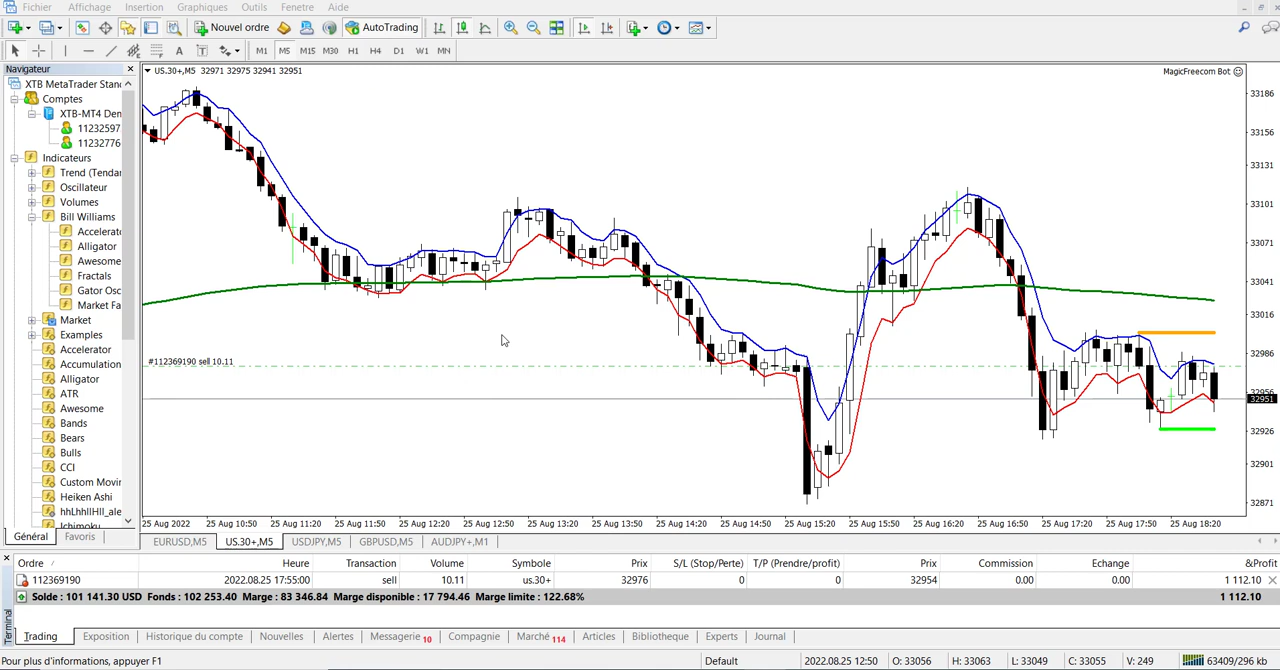 Fichier Affichage Insertion Graphiques Outils Fenetre Aide
Nouvel ordre AutoTrading
A T M1 M5 M15 M30 H1 H4 D1 W1 MN
Navigateur
XTB MetaTrader Stand
Comptes
XTB-MT4 Dem
11232597
11232776
Indicateurs
Trend (Tendan
Oscillateur
Volumes
Bill Williams
Accelerato
Alligator
Awesome
Fractals
Gator Osc
Market Fa
Market
Examples
Accelerator
Accumulation
Alligator
ATR
Awesome
Bands
Bears
Bulls
CCI
Custom Movin
Heiken Ashi
Ichimoku
Général Favoris
US.30+,M5 32971 32975 32941 32951
MagicFreecom Bot
#112369190 sell 10.11
33186
33156
33131
33101
33071
33041
33016
32986
32956
32951
32926
32901
32871
25 Aug 2022 25 Aug 10:50 25 Aug 11:20 25 Aug 11:50 25 Aug 12:20 25 Aug 12:50 25 Aug 13:20 25 Aug 13:50 25 Aug 14:20 25 Aug 14:50 25 Aug 15:20 25 Aug 15:50 25 Aug 16:20 25 Aug 16:50 25 Aug 17:20 25 Aug 17:50 25 Aug 18:20
EURUSD,M5 US.30+,M5 USDJPY,M5 GBPUSD,M5 AUDJPY+,M1
Ordre Heure Transaction Volume Symbole Prix S/L (Stop/Perte) T/P (Prendre/profit) Prix Commission Echange &Profit
112369190 2022.08.25 17:55:00 sell 10.11 us.30+ 32976 0 0 32954 0.00 0.00 1 112.10
Solde : 101 141.30 USD Fonds : 102 253.40 Marge : 83 346.84 Marge disponible : 17 794.46 Marge limite : 122.68% 1 112.10
Terminal
Trading Exposition Historique du compte Nouvelles Alertes Messagerie 10 Compagnie Marché 114 Articles Bibliotheque Experts Journal
Pour plus d'informations, appuyer F1 Default 2022.08.25 12:50 O: 33056 H: 33063 L: 33049 C: 33055 V: 249 63409/296 kb